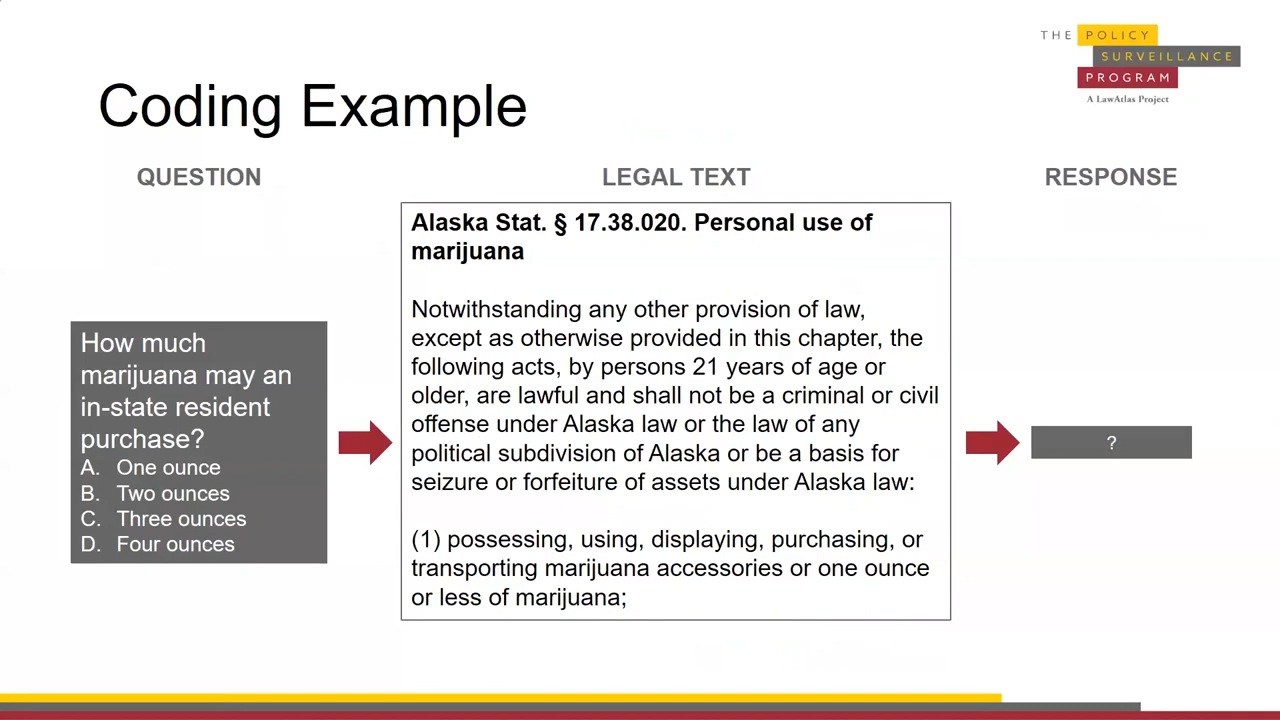 THE POLICY
SURVEILLANCE
PROGRAM
A LawAtlas Project
Coding Example
QUESTION
LEGAL TEXT
RESPONSE
How much
marijuana may an
in-state resident
purchase?
A. One ounce
B. Two ounces
C. Three ounces
D. Four ounces
Alaska Stat. § 17.38.020. Personal use of
marijuana
Notwithstanding any other provision of law,
except as otherwise provided in this chapter, the
following acts, by persons 21 years of age or
older, are lawful and shall not be a criminal or civil
offense under Alaska law or the law of any
political subdivision of Alaska or be a basis for
seizure or forfeiture of assets under Alaska law:
(1) possessing, using, displaying, purchasing, or
transporting marijuana accessories or one ounce
or less of marijuana;
?